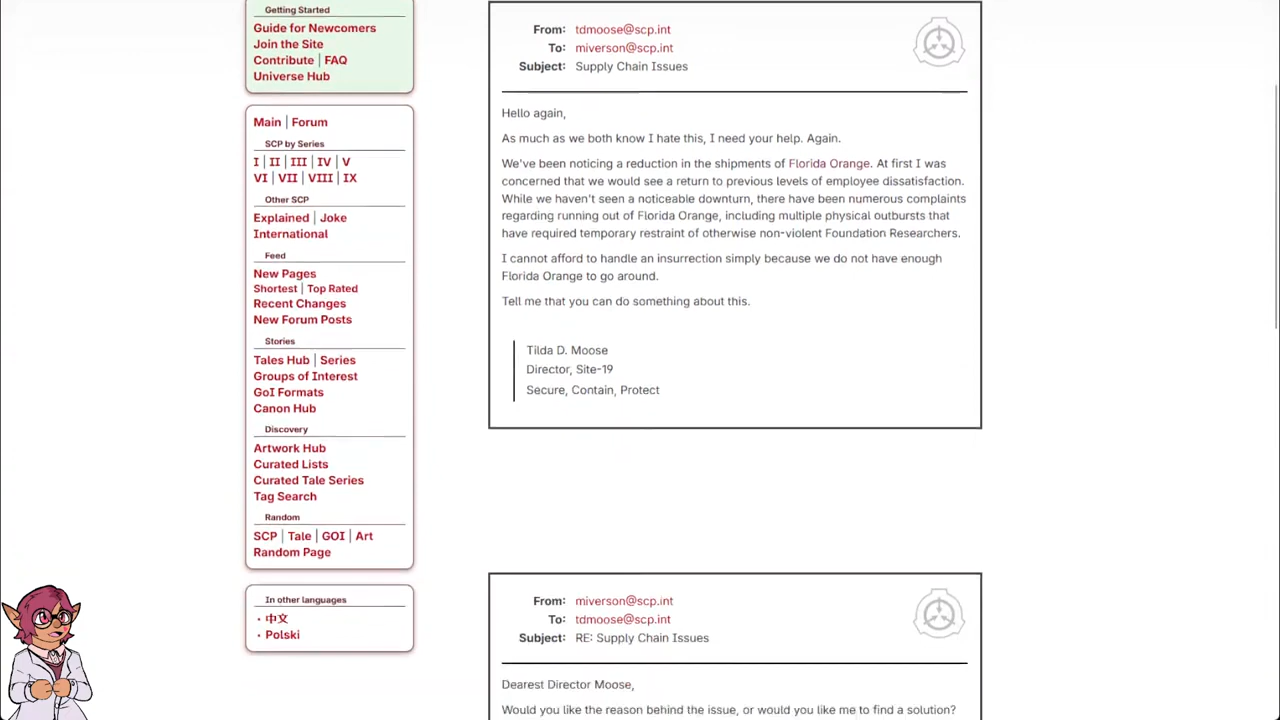 Getting Started
Guide for Newcomers
Join the Site
Contribute | FAQ
Universe Hub
Main | Forum
SCP by Series
I | II | III | IV | V
VI | VII | VIII | IX
Other SCP
Explained | Joke
International
Feed
New Pages
Shortest | Top Rated
Recent Changes
New Forum Posts
Stories
Tales Hub | Series
Groups of Interest
GoI Formats
Canon Hub
Discovery
Artwork Hub
Curated Lists
Curated Tale Series
Tag Search
Random
SCP | Tale | GOI | Art
Random Page
In other languages
中文
Polski
From: tdmoose@scp.int
To: miverson@scp.int
Subject: Supply Chain Issues
Hello again,
As much as we both know I hate this, I need your help. Again.
We've been noticing a reduction in the shipments of Florida Orange. At first I was
concerned that we would see a return to previous levels of employee dissatisfaction.
While we haven't seen a noticeable downturn, there have been numerous complaints
regarding running out of Florida Orange, including multiple physical outbursts that
have required temporary restraint of otherwise non-violent Foundation Researchers.
I cannot afford to handle an insurrection simply because we do not have enough
Florida Orange to go around.
Tell me that you can do something about this.
Tilda D. Moose
Director, Site-19
Secure, Contain, Protect
From: miverson@scp.int
To: tdmoose@scp.int
Subject: RE: Supply Chain Issues
Dearest Director Moose,
Would you like the reason behind the issue, or would you like me to find a solution?